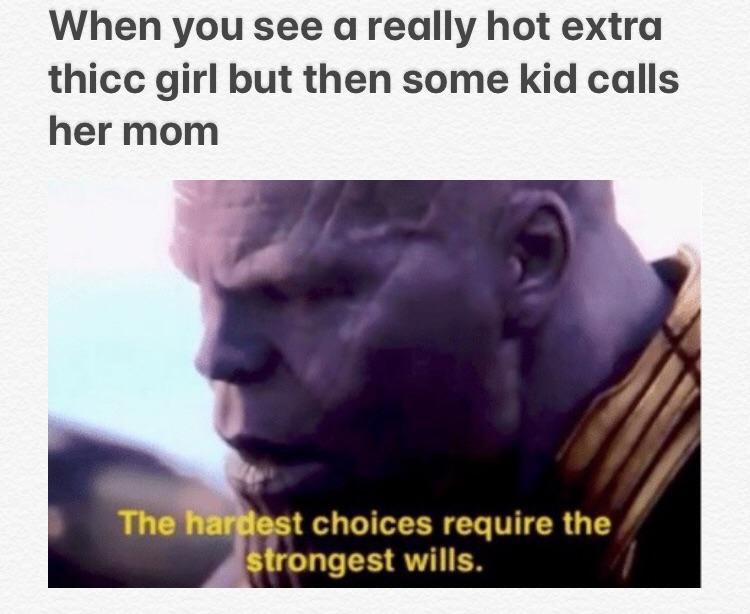 When you see a really hot extra
thicc girl but then some kid calls
her mom
The hardest choices require the
strongest wills.